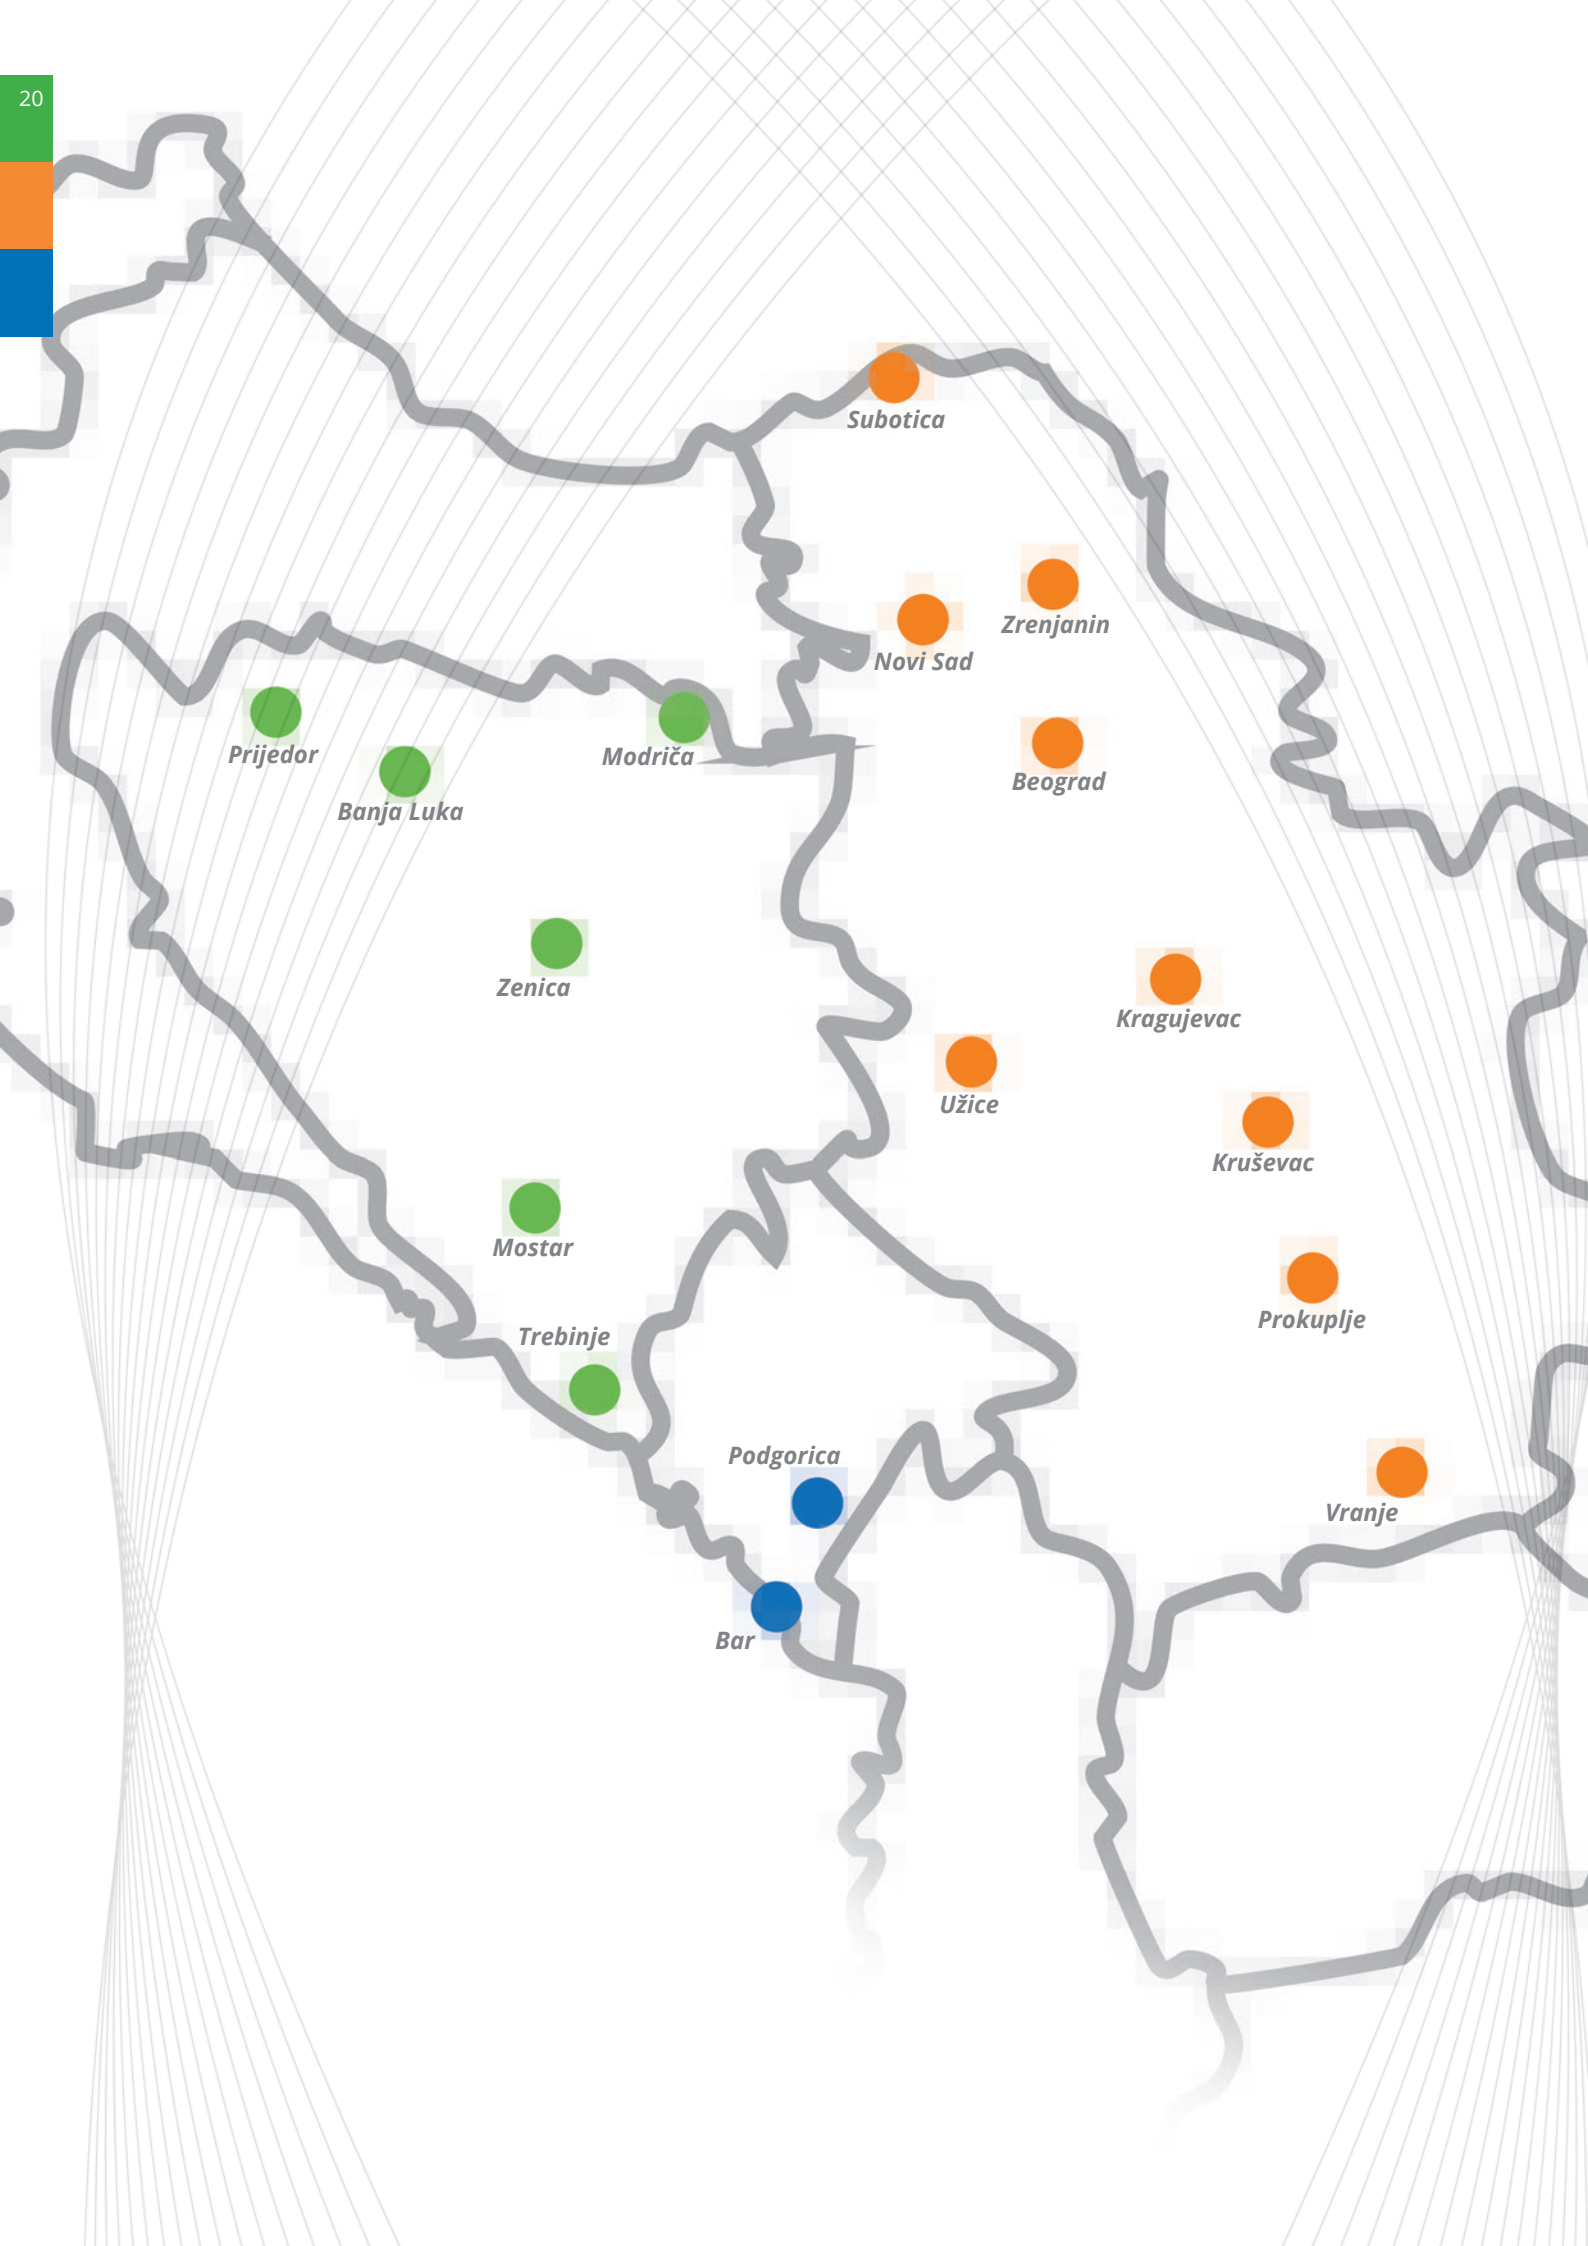 20
Subotica
Zrenjanin
Novi Sad
Prijedor
Modriča
Beograd
Banja Luka
Zenica
Kragujevac
Užice
Kruševac
Mostar
Prokuplje
Trebinje
Podgorica
Vranje
Bar